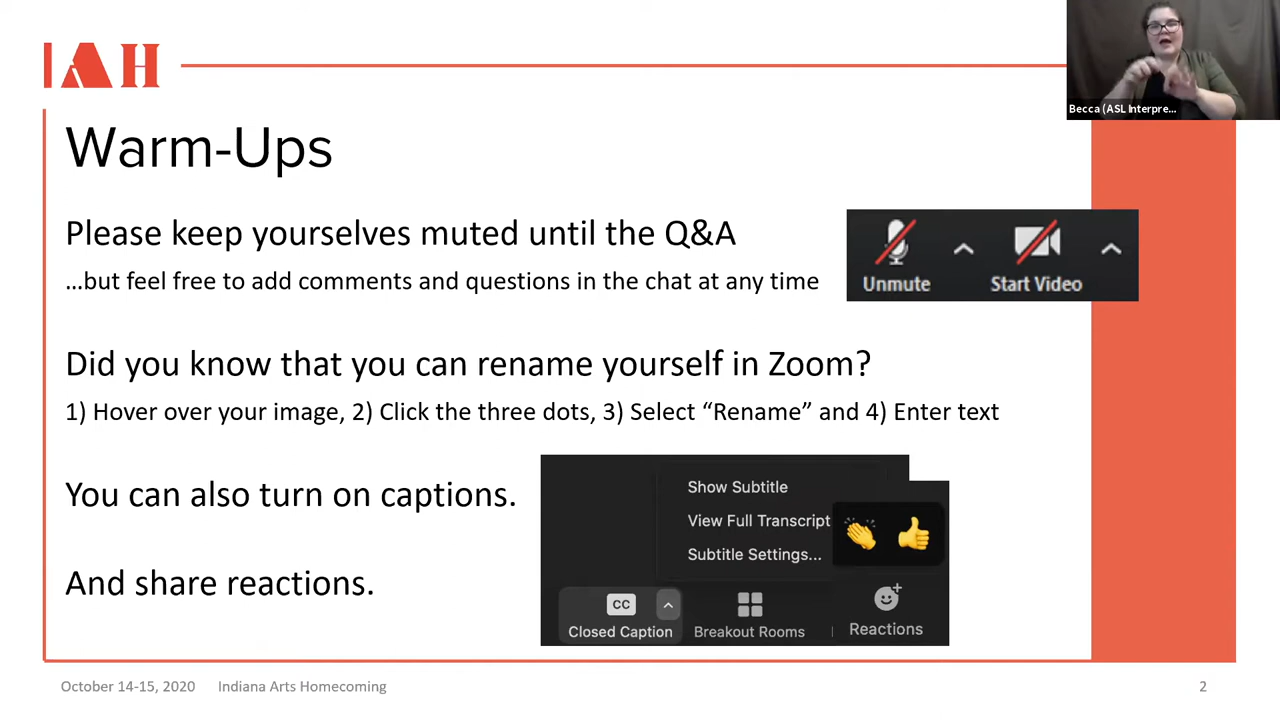 IAH
Becca (ASL Interpre...
Warm-Ups
Please keep yourselves muted until the Q&A
...but feel free to add comments and questions in the chat at any time
Unmute
Start Video
Did you know that you can rename yourself in Zoom?
1) Hover over your image, 2) Click the three dots, 3) Select “Rename” and 4) Enter text
You can also turn on captions.
Show Subtitle
View Full Transcript
Subtitle Settings...
And share reactions.
CC
Closed Caption
Breakout Rooms
Reactions
October 14-15, 2020
Indiana Arts Homecoming
2